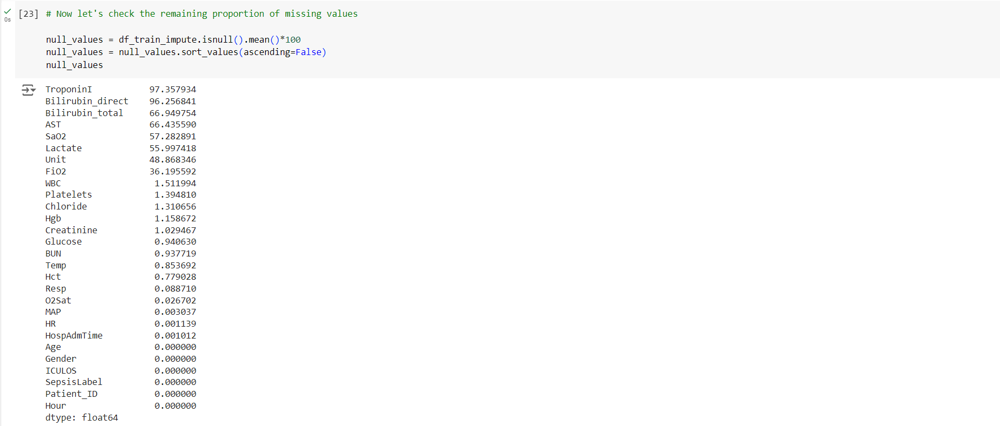 [23] # Now let's check the remaining proportion of missing values
0s
null_values = df_train_impute.isnull().mean()*100
null_values = null_values.sort_values(ascending=False)
null_values
TroponinI 97.357934
Bilirubin_direct 96.256841
Bilirubin_total 66.949754
AST 66.435590
SaO2 57.282891
Lactate 55.997418
Unit 48.868346
FiO2 36.195592
WBC 1.511994
Platelets 1.394810
Chloride 1.310656
Hgb 1.158672
Creatinine 1.029467
Glucose 0.940630
BUN 0.937719
Temp 0.853692
Hct 0.779028
Resp 0.088710
O2Sat 0.026702
MAP 0.003037
HR 0.001139
HospAdmTime 0.001012
Age 0.000000
Gender 0.000000
ICULOS 0.000000
SepsisLabel 0.000000
Patient_ID 0.000000
Hour 0.000000
dtype: float64